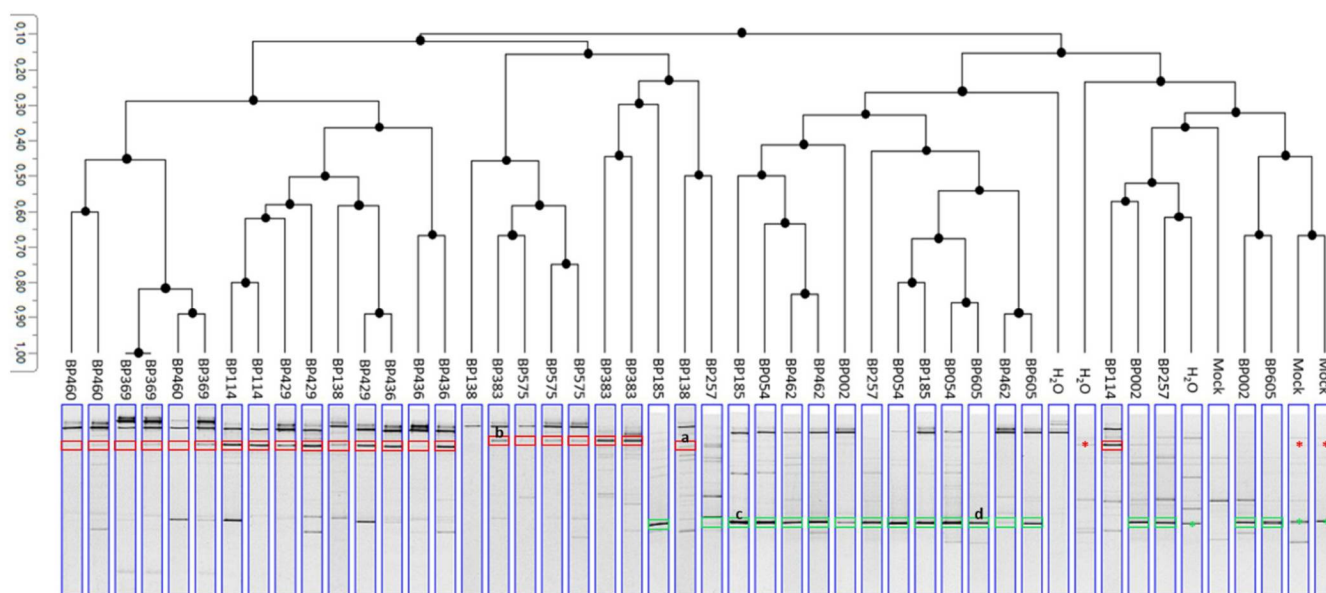 0,10
0,20
0,30
0,40
0,50
0,60
0,70
0,80
0,90
1,00
BP460
BP460
BP369
BP369
BP460
BP369
BP114
BP114
BP429
BP429
BP138
BP429
BP436
BP436
BP436
BP138
BP383
BP575
BP575
BP575
BP383
BP383
BP185
BP138
BP257
BP185
BP054
BP462
BP462
BP002
BP257
BP054
BP185
BP054
BP605
BP462
BP605
H₂O
H₂O
BP114
BP002
BP257
H₂O
Mock
BP002
BP605
Mock
Mock
b
a
c
d
*
*
*
*
*